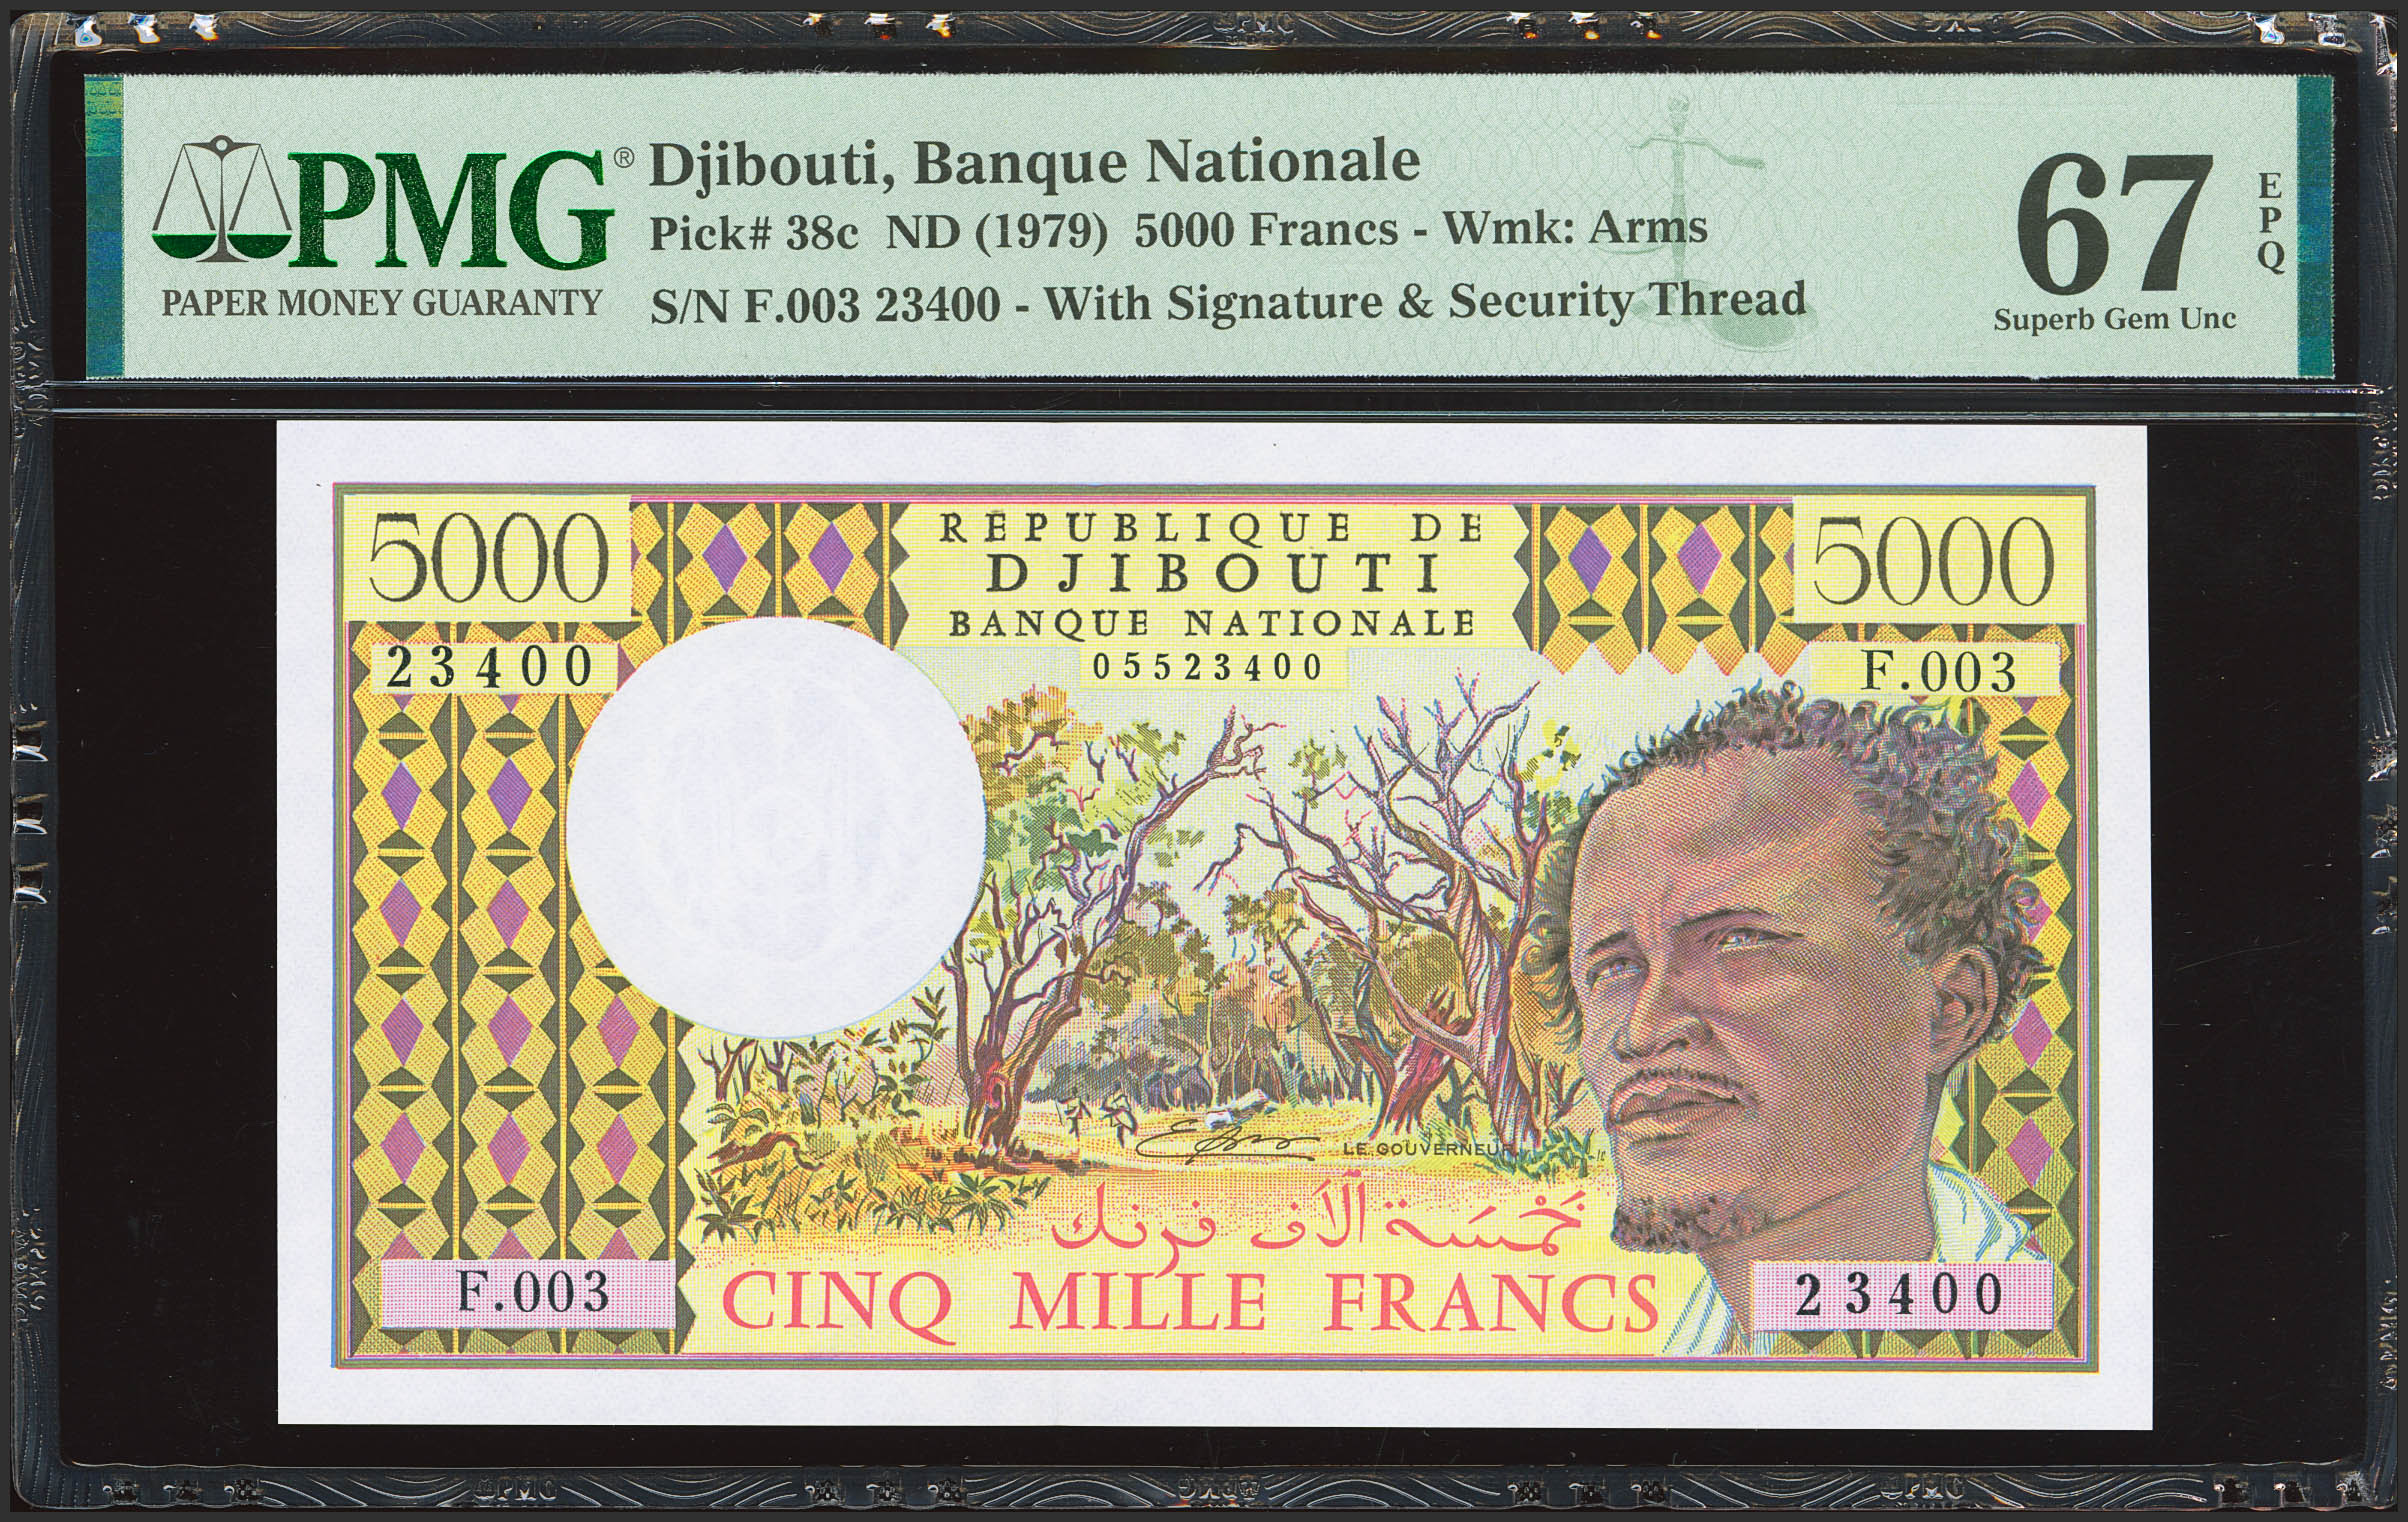 PMG®
PAPER MONEY GUARANTY
Djibouti, Banque Nationale
Pick# 38c ND (1979) 5000 Francs - Wmk: Arms
S/N F.003 23400 - With Signature & Security Thread
67
EPQ
Superb Gem Unc
5000
REPUBLIQUE DE
DJIBOUTI
BANQUE NATIONALE
5000
23400
05523400
F.003
LE GOUVERNEUR
خَمْسَة آلَاف فرنك
F.003
CINQ MILLE FRANCS
23400